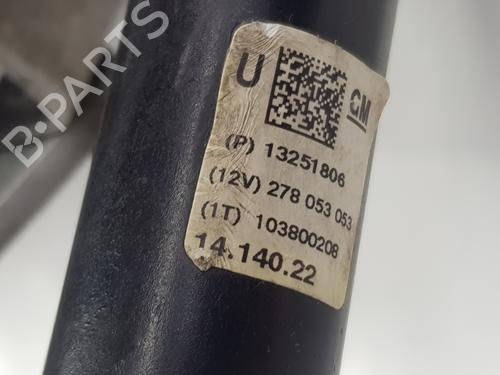 U GM
(P) 13251806
(12V) 278 053 053
(1T) 103800208
14.140.22
B-PARTS